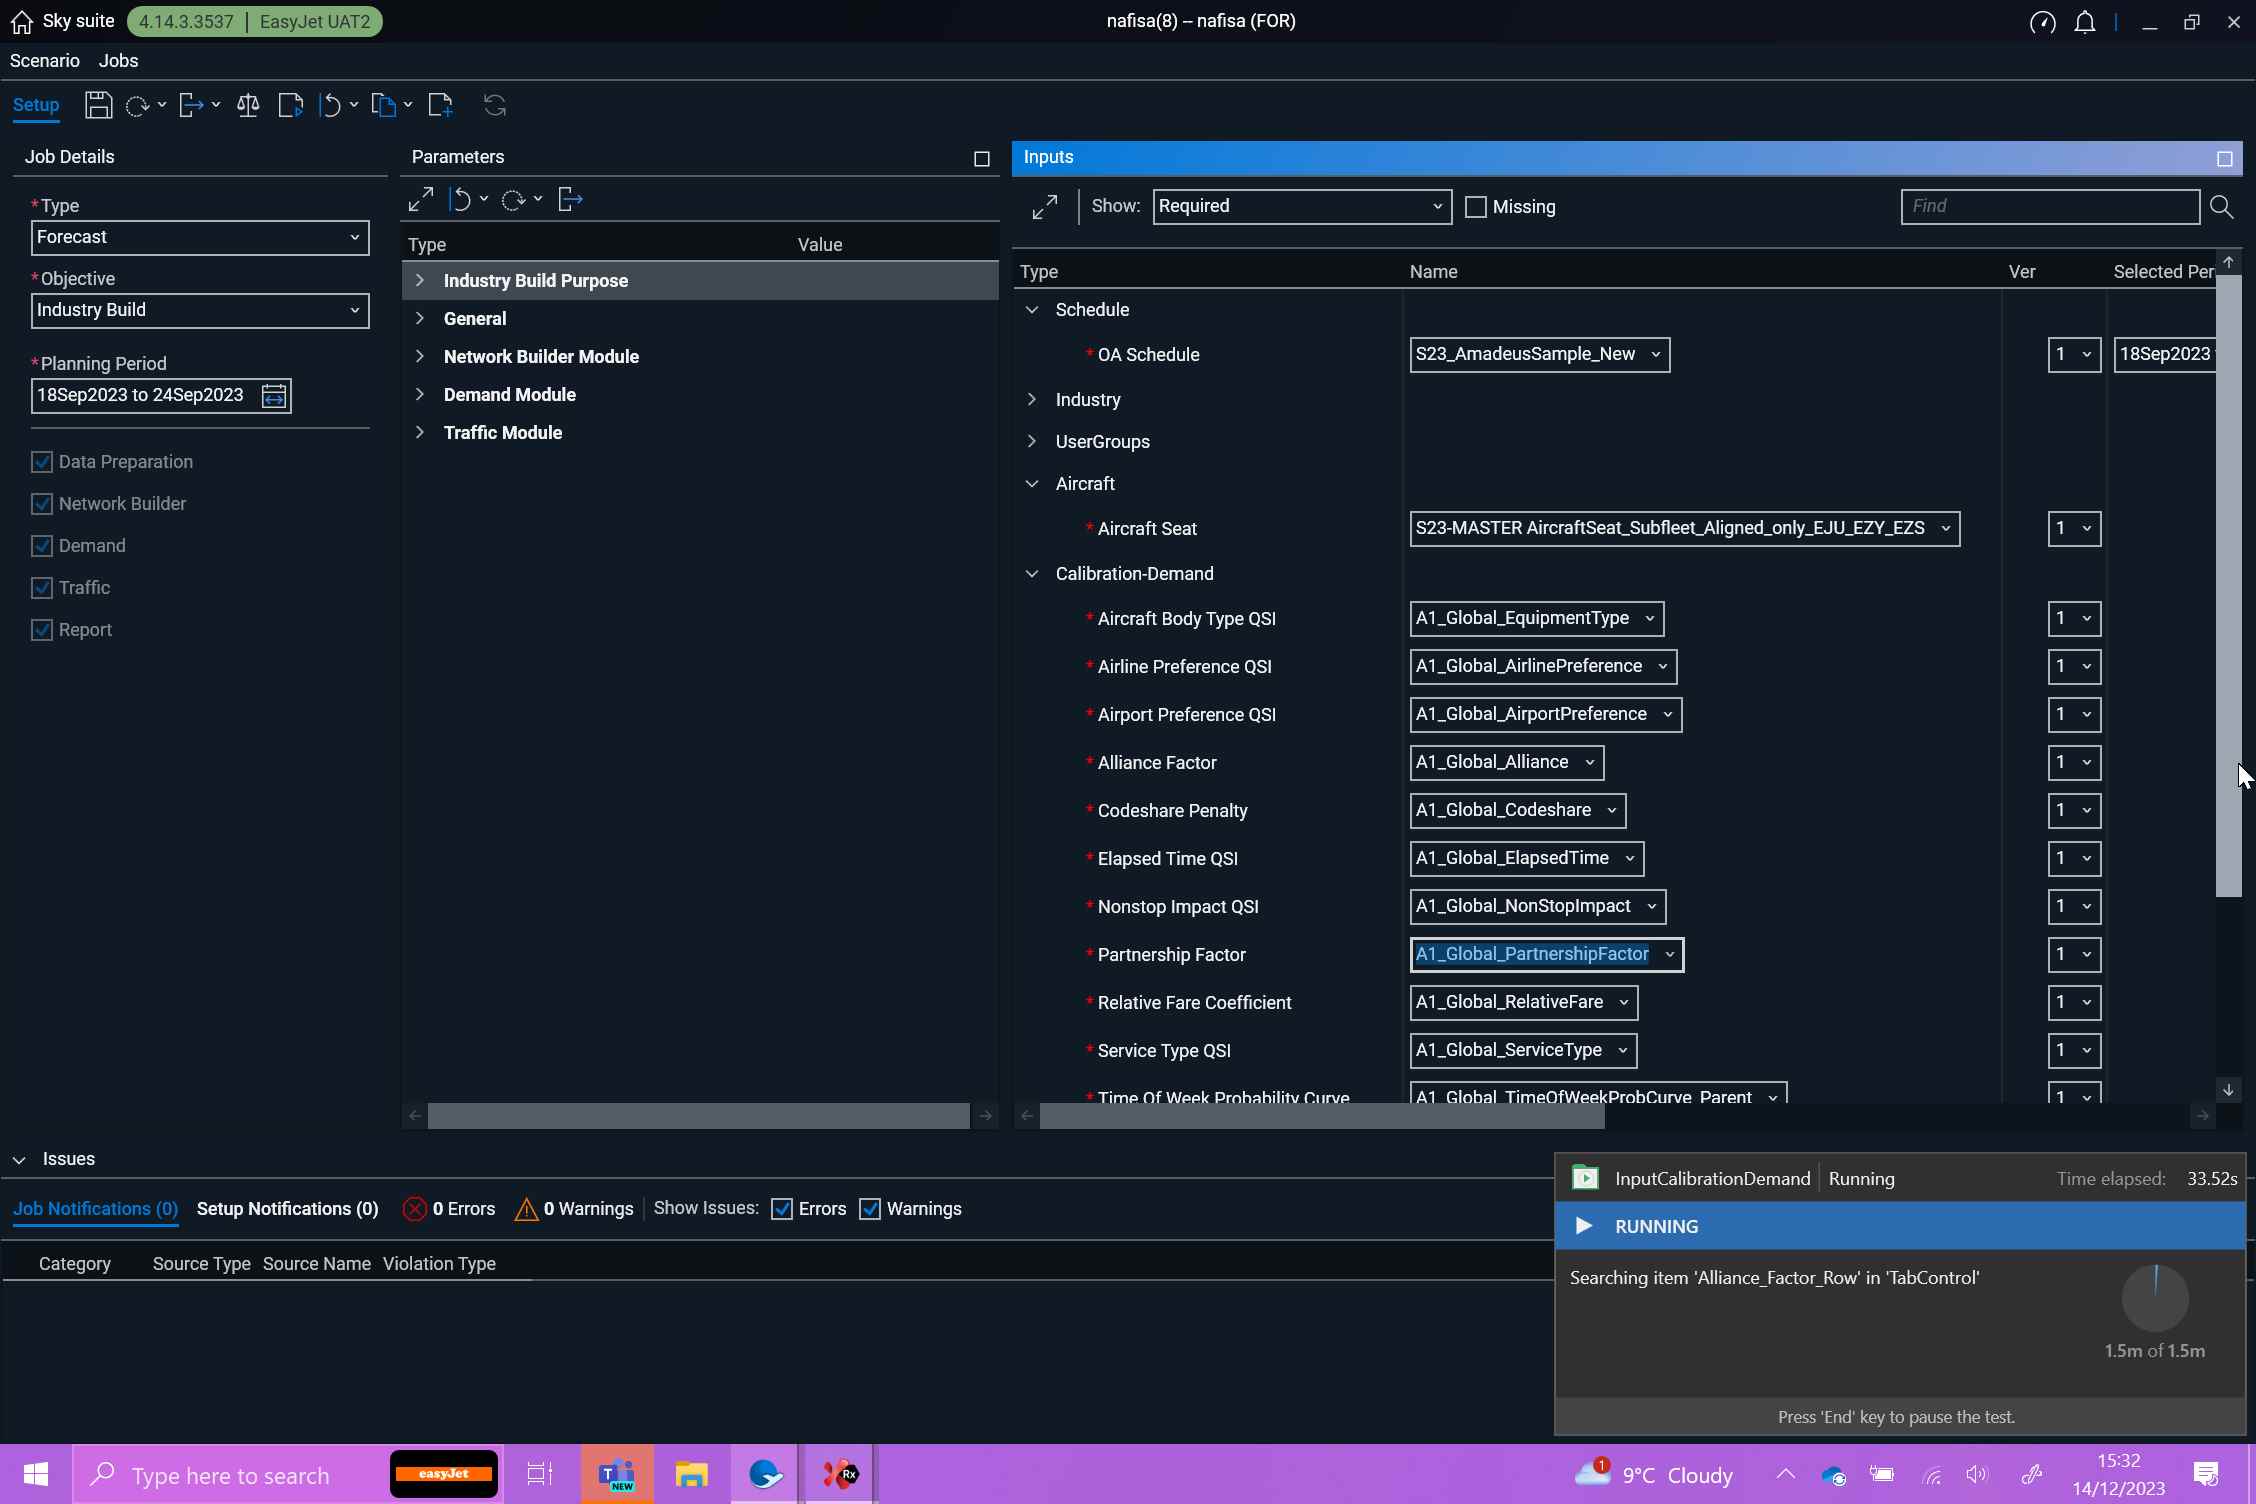 Sky suite 4.14.3.3537 EasyJet UAT2 nafisa(8) – nafisa (FOR)
Scenario Jobs
Setup
Job Details
*Type
Forecast
*Objective
Industry Build
*Planning Period
18Sep2023 to 24Sep2023
Data Preparation
Network Builder
Demand
Traffic
Report
Parameters
Type Value
Industry Build Purpose
General
Network Builder Module
Demand Module
Traffic Module
Inputs
Show: Required Missing Find
Type Name Ver Selected Per
Schedule
* OA Schedule S23_AmadeusSample_New 1 18Sep2023
Industry
UserGroups
Aircraft
* Aircraft Seat S23-MASTER AircraftSeat_Subfleet_Aligned_only_EJU_EZY_EZS 1
Calibration-Demand
* Aircraft Body Type QSI A1_Global_EquipmentType 1
* Airline Preference QSI A1_Global_AirlinePreference 1
* Airport Preference QSI A1_Global_AirportPreference 1
* Alliance Factor A1_Global_Alliance 1
* Codeshare Penalty A1_Global_Codeshare 1
* Elapsed Time QSI A1_Global_ElapsedTime 1
* Nonstop Impact QSI A1_Global_NonStopImpact 1
* Partnership Factor A1_Global_PartnershipFactor 1
* Relative Fare Coefficient A1_Global_RelativeFare 1
* Service Type QSI A1_Global_ServiceType 1
* Time Of Week Probability Curve A1_Global_TimeOfWeekProbCurve_Parent 1
Issues
Job Notifications (0) Setup Notifications (0) 0 Errors 0 Warnings Show Issues: Errors Warnings
Category Source Type Source Name Violation Type
InputCalibrationDemand Running Time elapsed: 33.52s
RUNNING
Searching item 'Alliance_Factor_Row' in 'TabControl'
1.5m of 1.5m
Press 'End' key to pause the test.
Type here to search easyJet T NEW Rx 1 9°C Cloudy 15:32
14/12/2023